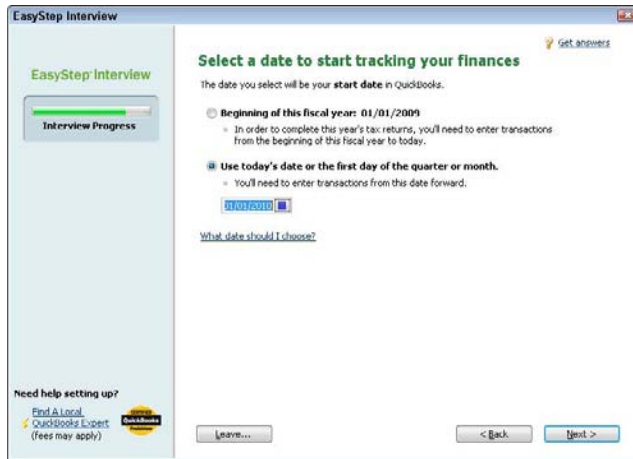 EasyStep Interview
Get answers
EasyStep Interview
Interview Progress
Select a date to start tracking your finances
The date you select will be your start date in QuickBooks.
Beginning of this fiscal year: 01/01/2009
In order to complete this year's tax returns, you'll need to enter transactions
from the beginning of this fiscal year to today.
Use today's date or the first day of the quarter or month.
You'll need to enter transactions from this date forward.
01/01/2010
What date should I choose?
Need help setting up?
Find A Local
QuickBooks Expert
(fees may apply)
QuickBooks
Leave...
< Back
Next >